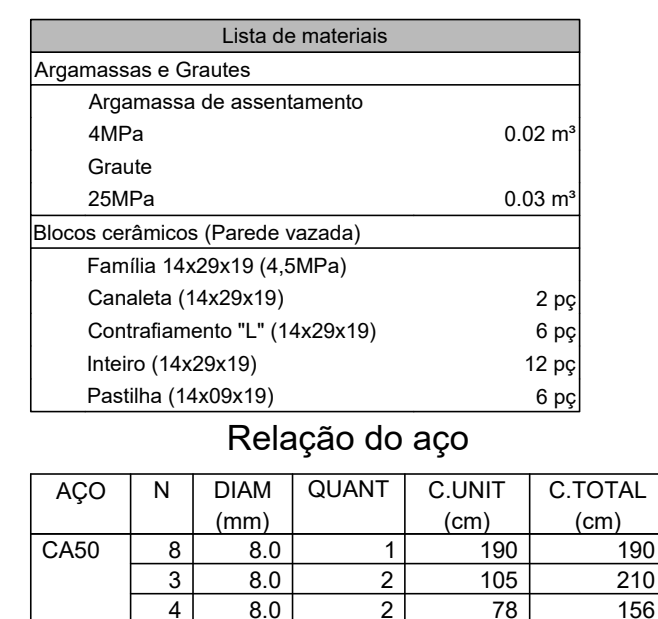 Lista de materiais
Argamassas e Grautes
Argamassa de assentamento
4MPa 0.02 m³
Graute
25MPa 0.03 m³
Blocos cerâmicos (Parede vazada)
Família 14x29x19 (4,5MPa)
Canaleta (14x29x19) 2 pç
Contrafiamento "L" (14x29x19) 6 pç
Inteiro (14x29x19) 12 pç
Pastilha (14x09x19) 6 pç
Relação do aço
AÇO N DIAM QUANT C.UNIT C.TOTAL
(mm) (cm) (cm)
CA50 8 8.0 1 190 190
3 8.0 2 105 210
4 8.0 2 78 156